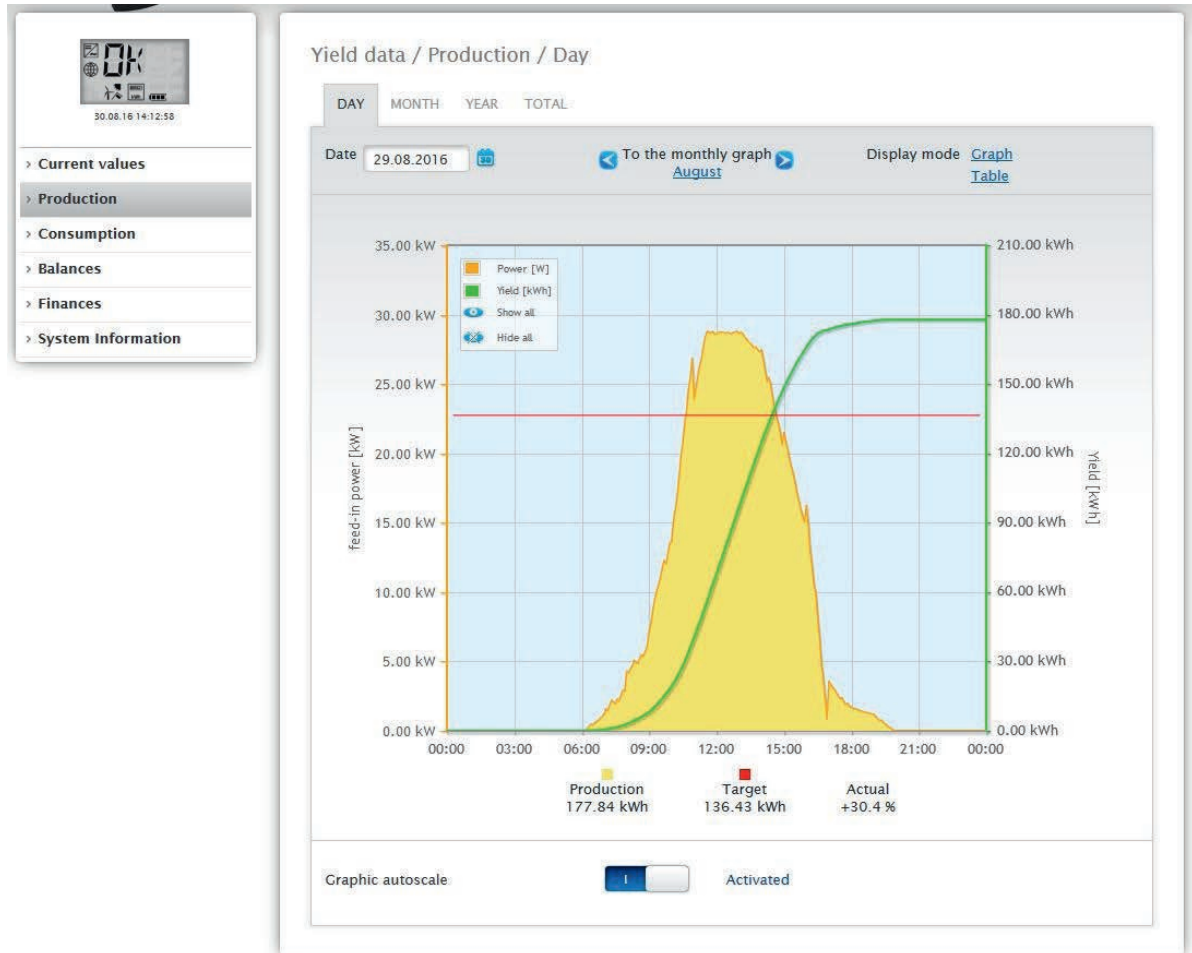 OK
30.08.16 14:12:58
› Current values
› Production
› Consumption
› Balances
› Finances
› System Information
Yield data / Production / Day
DAY MONTH YEAR TOTAL
Date 29.08.2016
To the monthly graph
August
Display mode Graph
Table
35.00 kW
30.00 kW
25.00 kW
20.00 kW
15.00 kW
10.00 kW
5.00 kW
0.00 kW
feed-in power [kW]
Power [W]
Yield [kWh]
Show all
Hide all
210.00 kWh
180.00 kWh
150.00 kWh
120.00 kWh
90.00 kWh
60.00 kWh
30.00 kWh
0.00 kWh
Yield [kWh]
00:00 03:00 06:00 09:00 12:00 15:00 18:00 21:00 00:00
Production Target Actual
177.84 kWh 136.43 kWh +30.4 %
Graphic autoscale I Activated